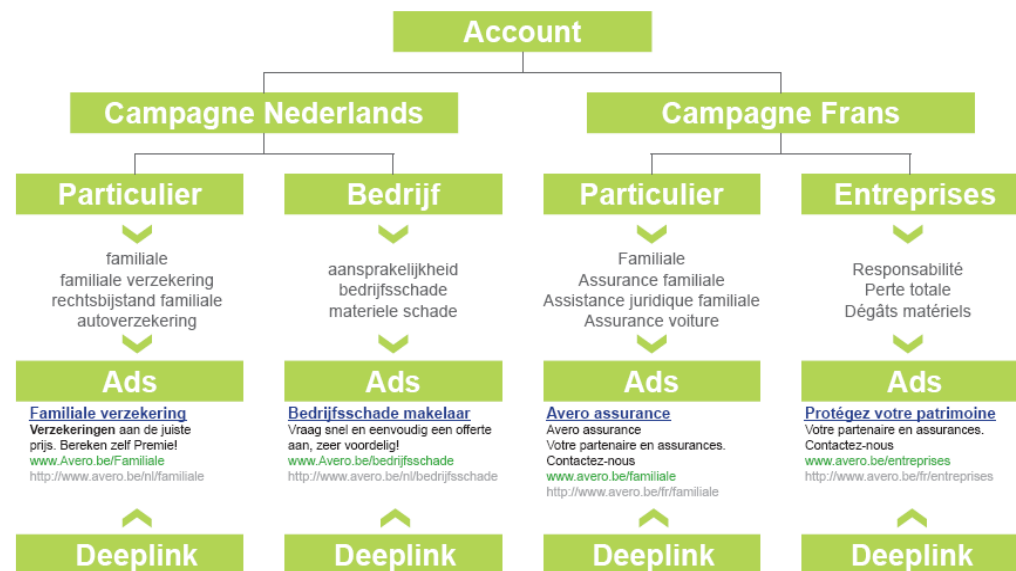 Account
Campagne Nederlands
Campagne Frans
Particulier
Bedrijf
Particulier
Entreprises
familiale
familiale verzekering
rechtsbijstand familiale
autoverzekering
aansprakelijkheid
bedrijfsschade
materiele schade
Familiale
Assurance familiale
Assistance juridique familiale
Assurance voiture
Responsabilité
Perte totale
Dégâts matériels
Ads
Ads
Ads
Ads
Familiale verzekering
Verzekeringen aan de juiste
prijs. Bereken zelf Premie!
www.Avero.be/Familiale
http://www.avero.be/nl/familiale
Bedrijfsschade makelaar
Vraag snel en eenvoudig een offerte
aan, zeer voordelig!
www.Avero.be/bedrijfsschade
http://www.avero.be/nl/bedrijfsschade
Avero assurance
Avero assurance
Votre partenaire en assurances.
Contactez-nous
www.avero.be/familiale
http://www.avero.be/fr/familiale
Protégez votre patrimoine
Votre partenaire en assurances.
Contactez-nous
www.avero.be/entreprises
http://www.avero.be/fr/entreprises
Deeplink
Deeplink
Deeplink
Deeplink